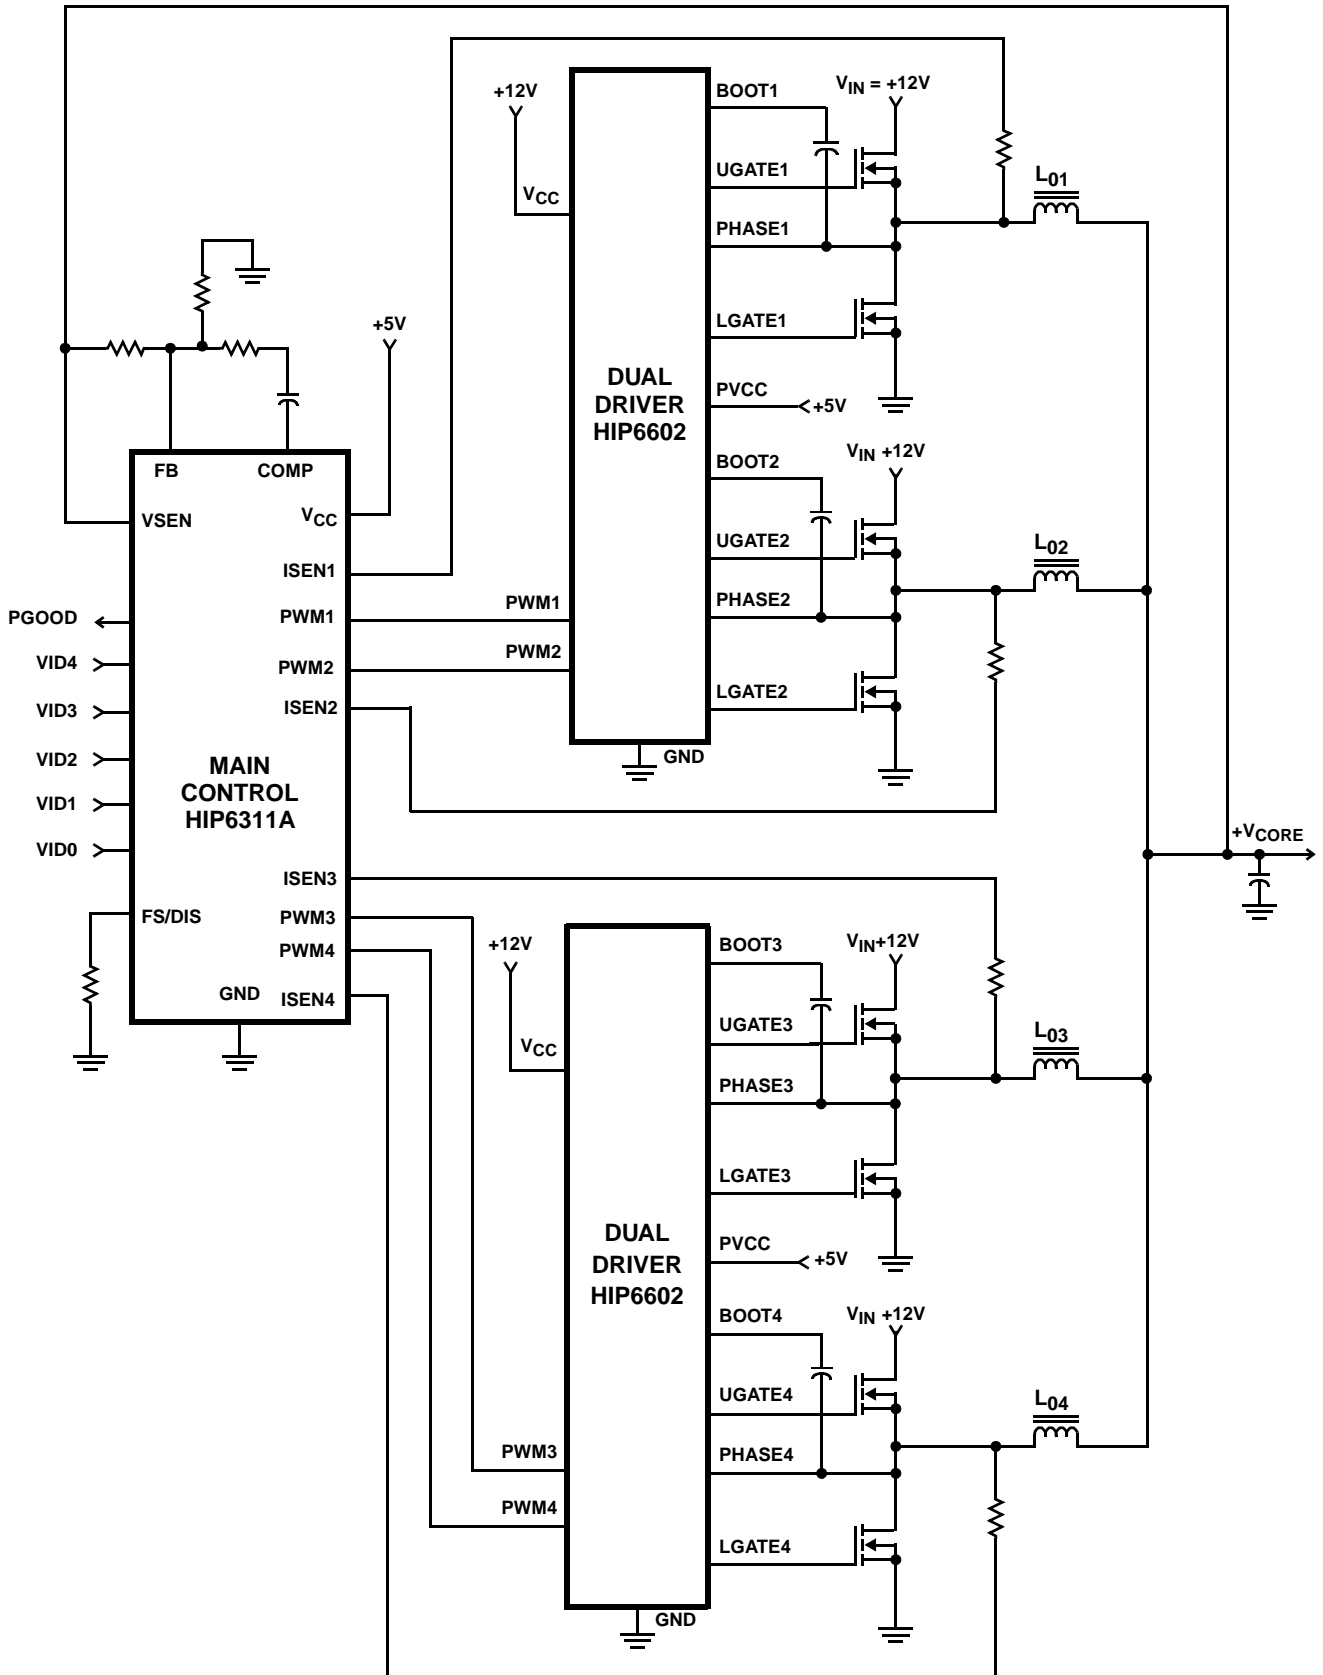 +12V
BOOT1
VIN = +12V
UGATE1
VCC
L01
PHASE1
+5V
LGATE1
DUAL
DRIVER
HIP6602
PVCC
+5V
VIN +12V
BOOT2
FB
COMP
VSEN
VCC
UGATE2
L02
ISEN1
PHASE2
PWM1
PWM1
PGOOD
PWM2
PWM2
VID4
LGATE2
ISEN2
VID3
GND
VID2
MAIN
CONTROL
HIP6311A
VID1
VID0
+VCORE
ISEN3
FS/DIS
PWM3
PWM4
GND
ISEN4
+12V
BOOT3
VIN+12V
UGATE3
VCC
L03
PHASE3
LGATE3
DUAL
DRIVER
HIP6602
PVCC
+5V
BOOT4
VIN +12V
UGATE4
L04
PWM3
PHASE4
PWM4
LGATE4
GND